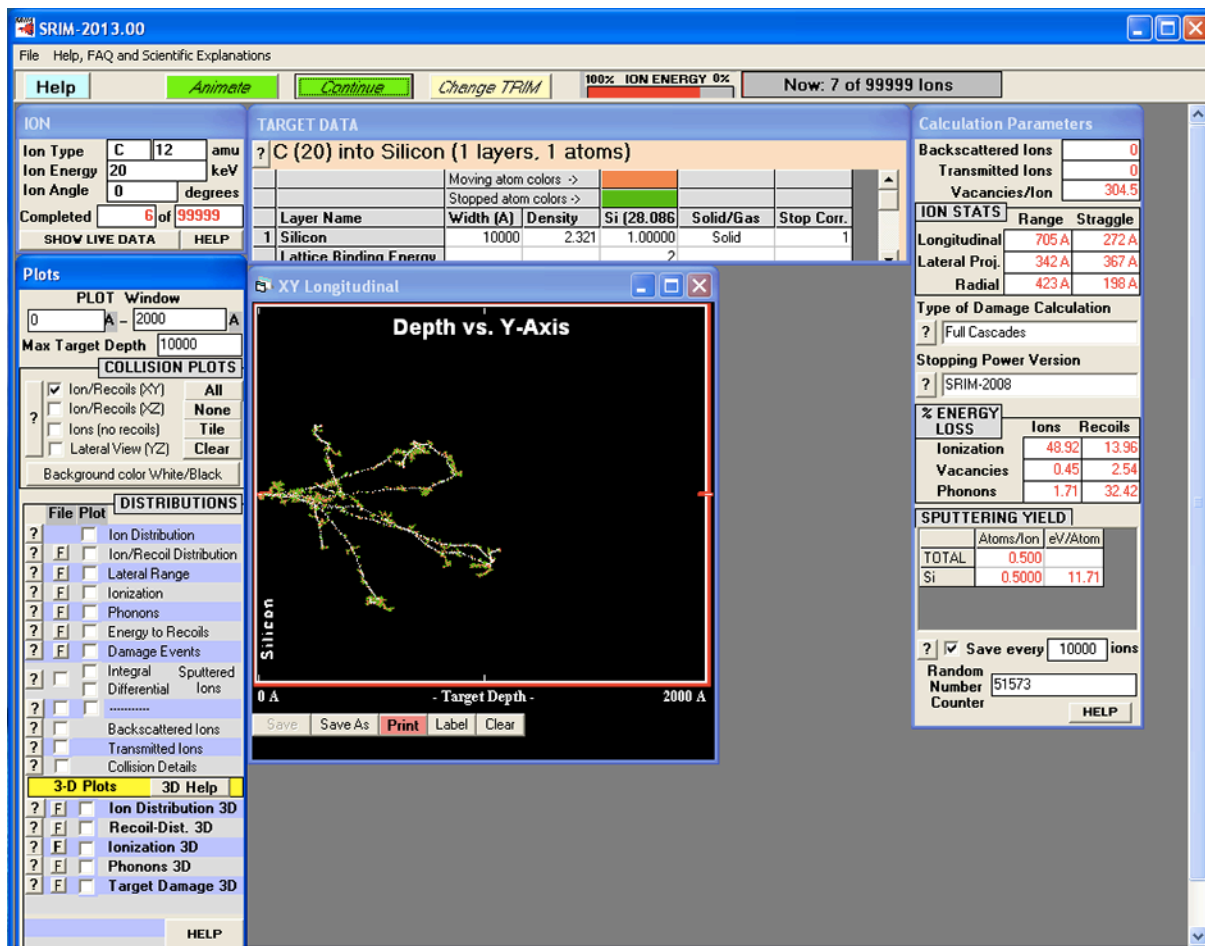 SRIM-2013.00
File Help, FAQ and Scientific Explanations
Help Animate Continue Change TRIM 100% ION ENERGY 0% Now: 7 of 99999 Ions
ION
Ion Type C 12 amu
Ion Energy 20 keV
Ion Angle 0 degrees
Completed 6 of 99999
SHOW LIVE DATA HELP
TARGET DATA
? C (20) into Silicon (1 layers, 1 atoms)
Moving atom colors ->
Stopped atom colors ->
Layer Name Width (A) Density Si (28.086 Solid/Gas Stop Corr.
1 Silicon 10000 2.321 1.00000 Solid 1
Lattice Binding Energy 2
Plots
PLOT Window
0 A - 2000 A
Max Target Depth 10000
COLLISION PLOTS
?
Ion/Recoils (XY) All
Ion/Recoils (XZ) None
Ions (no recoils) Tile
Lateral View (YZ) Clear
Background color White/Black
DISTRIBUTIONS
File Plot
? Ion Distribution
? F Ion/Recoil Distribution
? F Lateral Range
? F Ionization
? F Phonons
? F Energy to Recoils
? F Damage Events
? Integral Sputtered
Differential Ions
? -----------
? Backscattered Ions
? Transmitted Ions
? Collision Details
3-D Plots 3D Help
? F Ion Distribution 3D
? F Recoil-Dist. 3D
? F Ionization 3D
? F Phonons 3D
? F Target Damage 3D
HELP
XY Longitudinal
Depth vs. Y-Axis
Silicon
0 A - Target Depth - 2000 A
Save Save As Print Label Clear
Calculation Parameters
Backscattered Ions 0
Transmitted Ions 0
Vacancies/Ion 304.5
ION STATS Range Straggle
Longitudinal 705 A 272 A
Lateral Proj. 342 A 367 A
Radial 423 A 198 A
Type of Damage Calculation
? Full Cascades
Stopping Power Version
? SRIM-2008
% ENERGY
LOSS Ions Recoils
Ionization 48.92 13.96
Vacancies 0.45 2.54
Phonons 1.71 32.42
SPUTTERING YIELD
Atoms/Ion eV/Atom
TOTAL 0.500
Si 0.5000 11.71
? Save every 10000 ions
Random
Number 51573
Counter
HELP